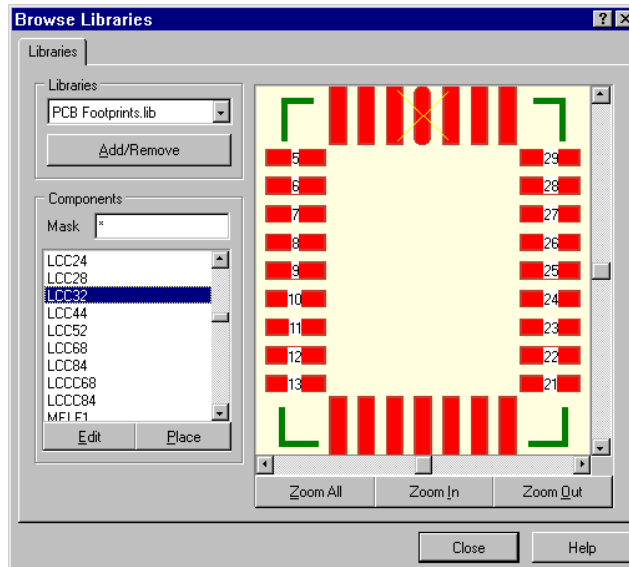 Browse Libraries
Libraries
Libraries
PCB Footprints.lib
Add/Remove
Components
Mask *
LCC24
LCC28
LCC32
LCC44
LCC52
LCC68
LCC84
LCCC68
LCCC84
MELF1
Edit Place
5 29
6 28
7 27
8 26
9 25
10 24
11 23
12 22
13 21
Zoom All Zoom In Zoom Out
Close Help